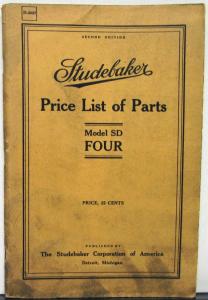 SECOND EDITION
Studebaker
Price List of Parts
Model SD
FOUR
PRICE, 25 CENTS
PUBLISHED BY
The Studebaker Corporation of America
Detroit, Michigan